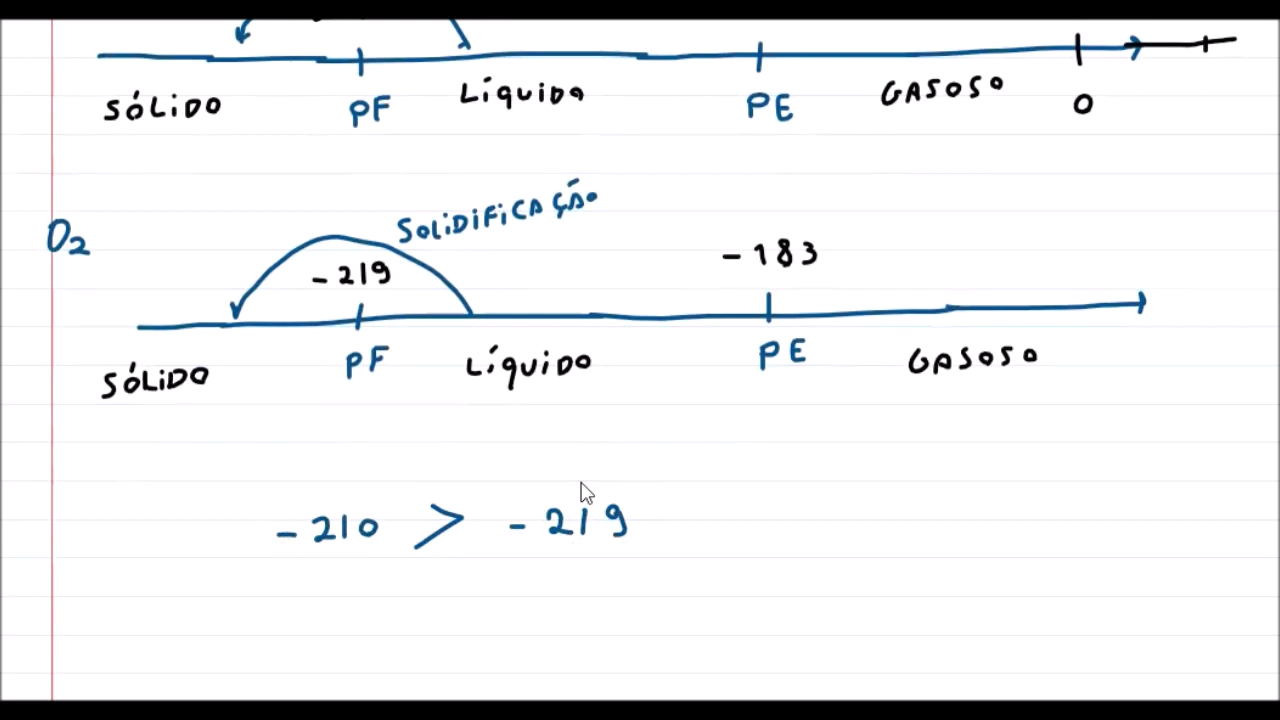 SÓLIDO PF LÍQUIDO PE GASOSO 0
O₂ SOLIDIFICAÇÃO
-219 -183
SÓLIDO PF LÍQUIDO PE GASOSO
-210 > -219